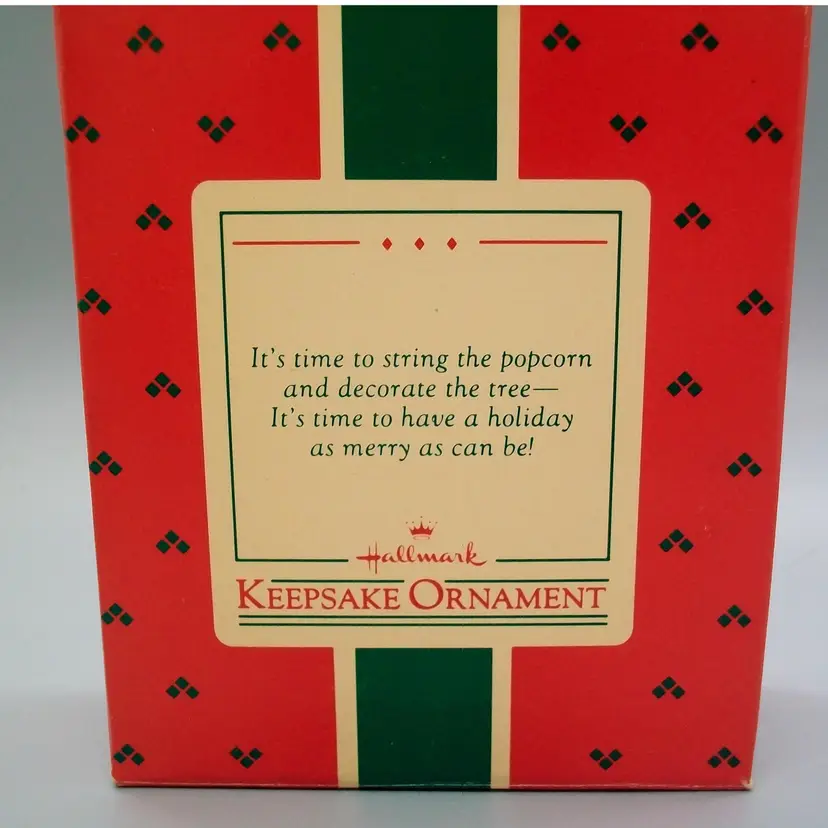 It's time to string the popcorn
and decorate the tree—
It's time to have a holiday
as merry as can be!
Hallmark
KEEPSAKE ORNAMENT